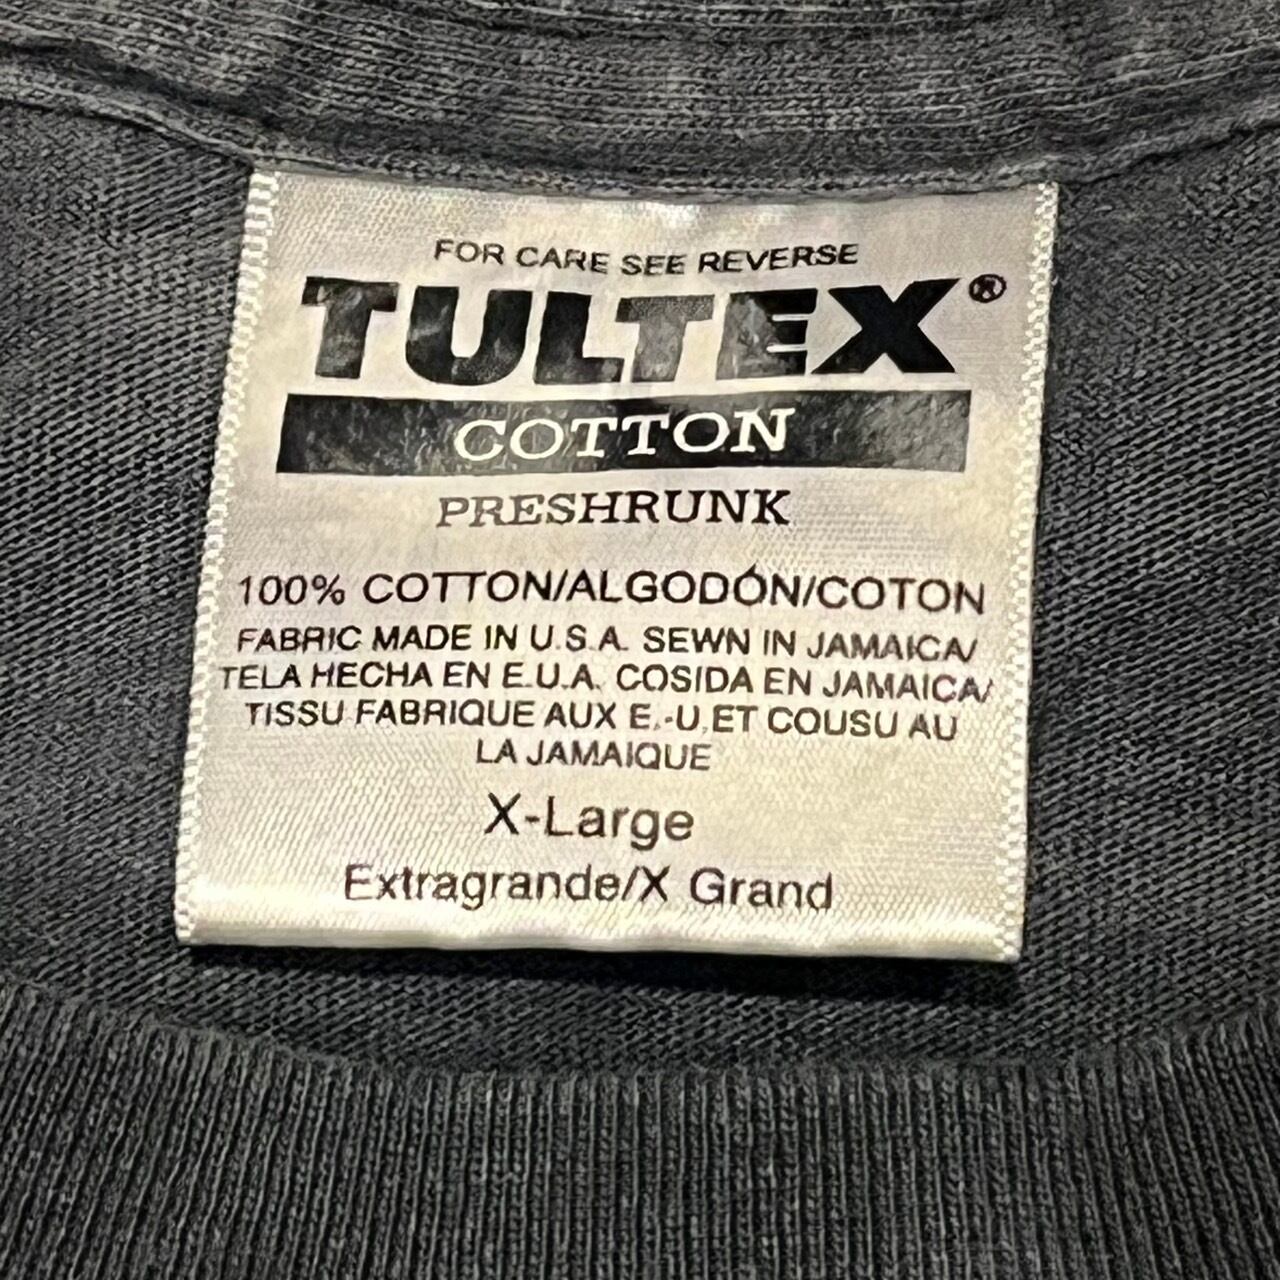 FOR CARE SEE REVERSE
TULTEX®
COTTON
PRESHRUNK
100% COTTON/ALGODÓN/COTON
FABRIC MADE IN U.S.A. SEWN IN JAMAICA/
TELA HECHA EN E.U.A. COSIDA EN JAMAICA/
TISSU FABRIQUE AUX E.-U. ET COUSU AU
LA JAMAIQUE
X-Large
Extragrande/X Grand